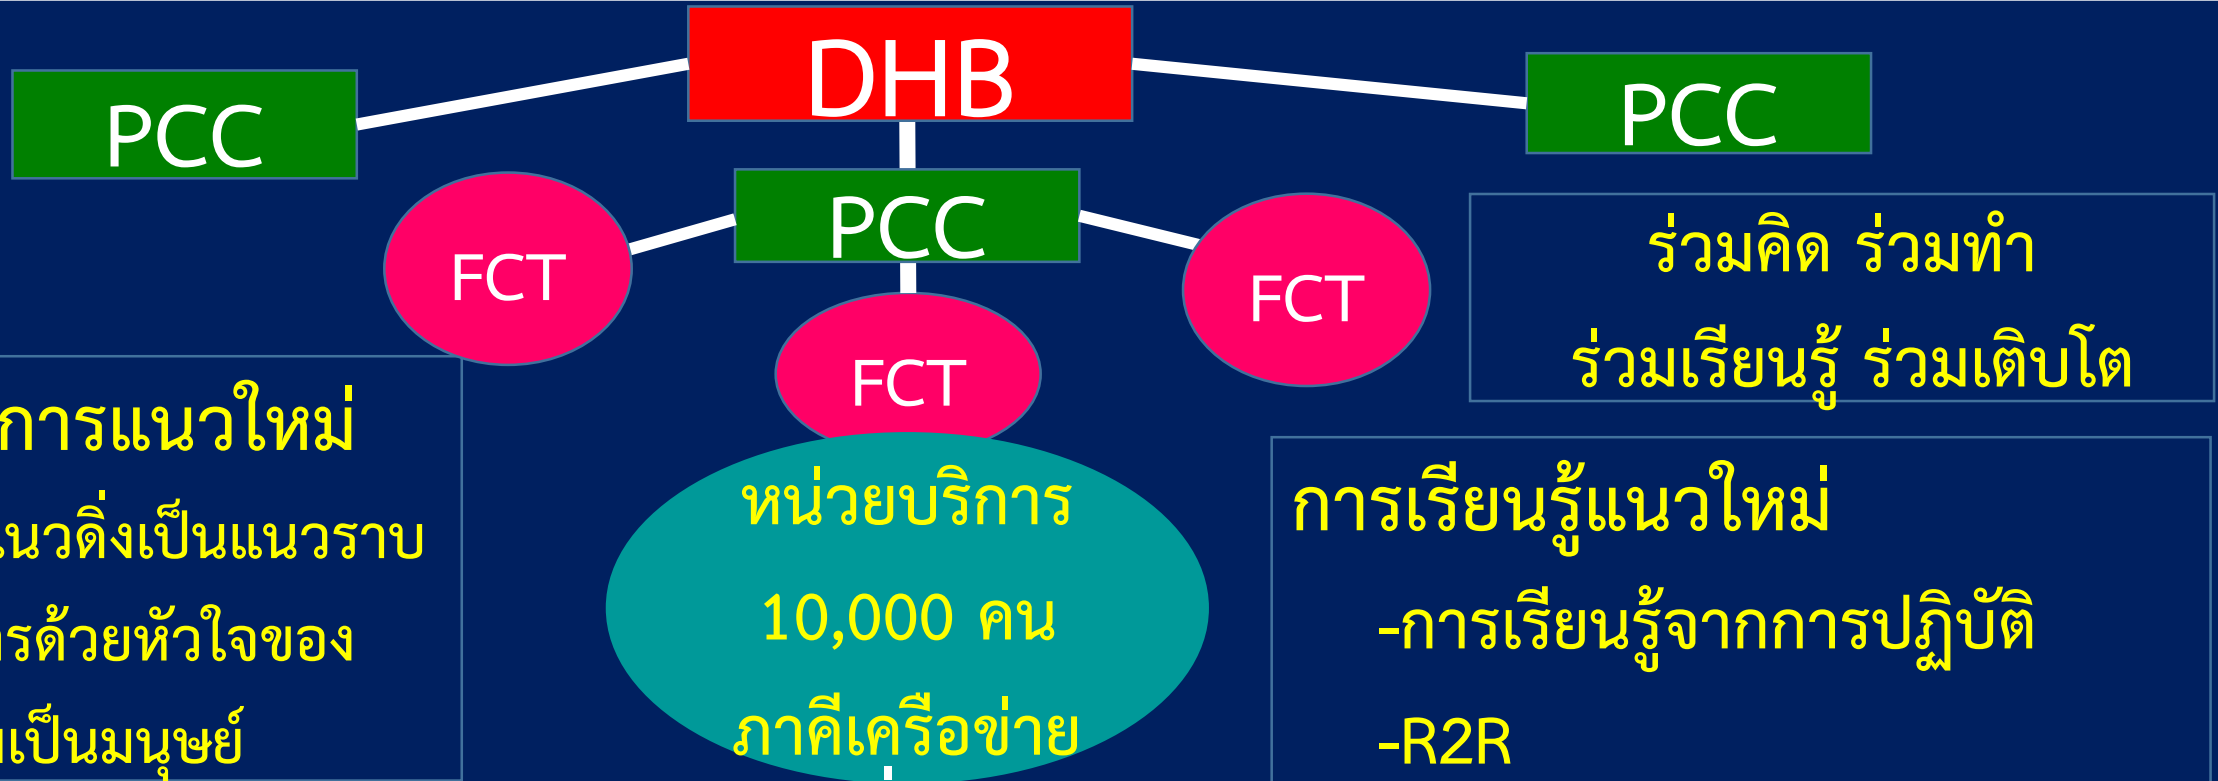 DHB
PCC
PCC
PCC
FCT
FCT
FCT
ร่วมคิด ร่วมทำ
ร่วมเรียนรู้ ร่วมเติบโต
การแนวใหม่
แนวดิ่งเป็นแนวราบ
ด้วยหัวใจของ
เป็นมนุษย์
หน่วยบริการ
10,000 คน
ภาคีเครือข่าย
การเรียนรู้แนวใหม่
-การเรียนรู้จากการปฏิบัติ
-R2R